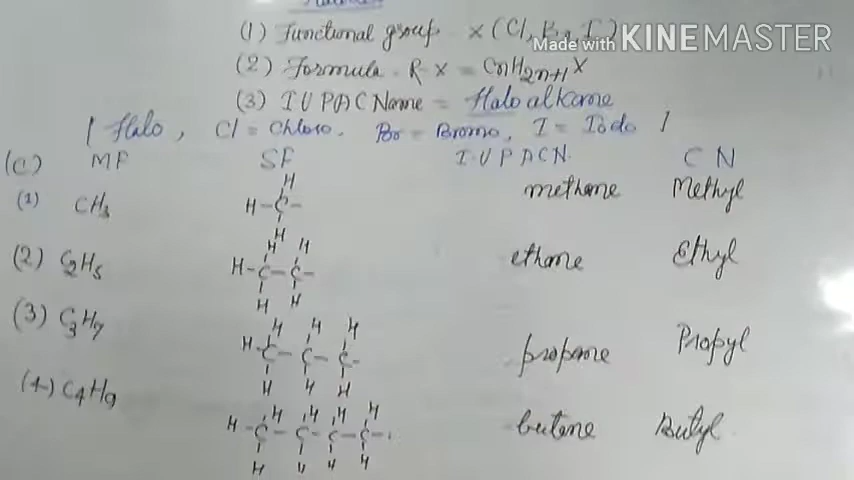 (1) Functional group. X (Cl, Br, I)
Made with KINEMASTER
(2) Formula. R X = CnH2n+1 X
(3) IUPAC Name = Haloalkane
[ Halo, Cl = Chloro. Br = Bromo, I = Iodo ]
(C) MF SF IUPACN. CN
(1) CH3 H-C- H H methane Methyl
(2) C2H5 H-C-C- H H H H ethane Ethyl
(3) C3H7 H-C-C-C- H H H H H H propane Propyl
(4) C4H9 H-C-C-C-C- H H H H H H H H butane Butyl